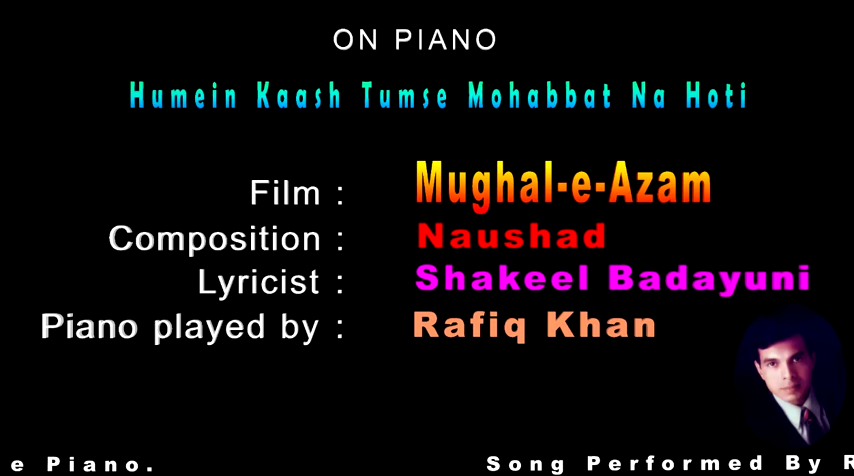 ON PIANO
Humein Kaash Tumse Mohabbat Na Hoti
Film : Mughal-e-Azam
Composition : Naushad
Lyricist : Shakeel Badayuni
Piano played by : Rafiq Khan
e Piano. Song Performed By R